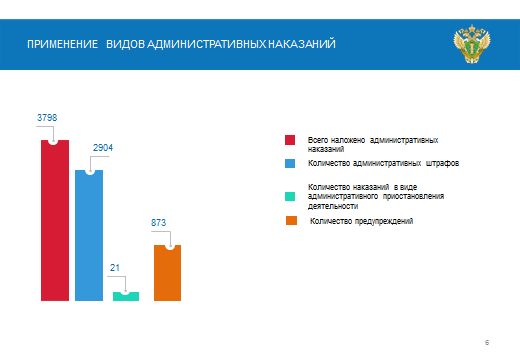 ПРИМЕНЕНИЕ ВИДОВ АДМИНИСТРАТИВНЫХ НАКАЗАНИЙ
3798
2904
21
873
Всего наложено административных
наказаний
Количество административных штрафов
Количество наказаний в виде
административного приостановления
деятельности
Количество предупреждений
6